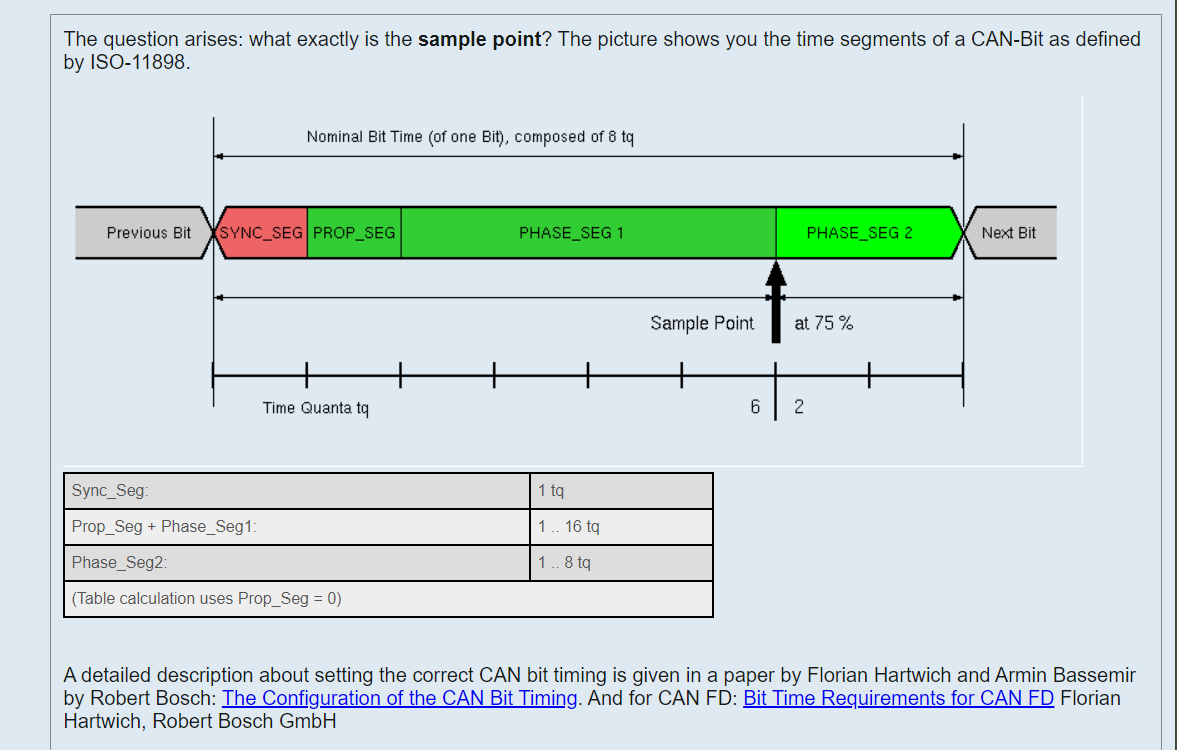 The question arises: what exactly is the sample point? The picture shows you the time segments of a CAN-Bit as defined
by ISO-11898.
Nominal Bit Time (of one Bit), composed of 8 tq
Previous Bit SYNC_SEG PROP_SEG PHASE_SEG 1 PHASE_SEG 2 Next Bit
Sample Point at 75 %
Time Quanta tq 6 2
Sync_Seg: 1 tq
Prop_Seg + Phase_Seg1: 1 .. 16 tq
Phase_Seg2: 1 .. 8 tq
(Table calculation uses Prop_Seg = 0)
A detailed description about setting the correct CAN bit timing is given in a paper by Florian Hartwich and Armin Bassemir
by Robert Bosch: The Configuration of the CAN Bit Timing. And for CAN FD: Bit Time Requirements for CAN FD Florian
Hartwich, Robert Bosch GmbH